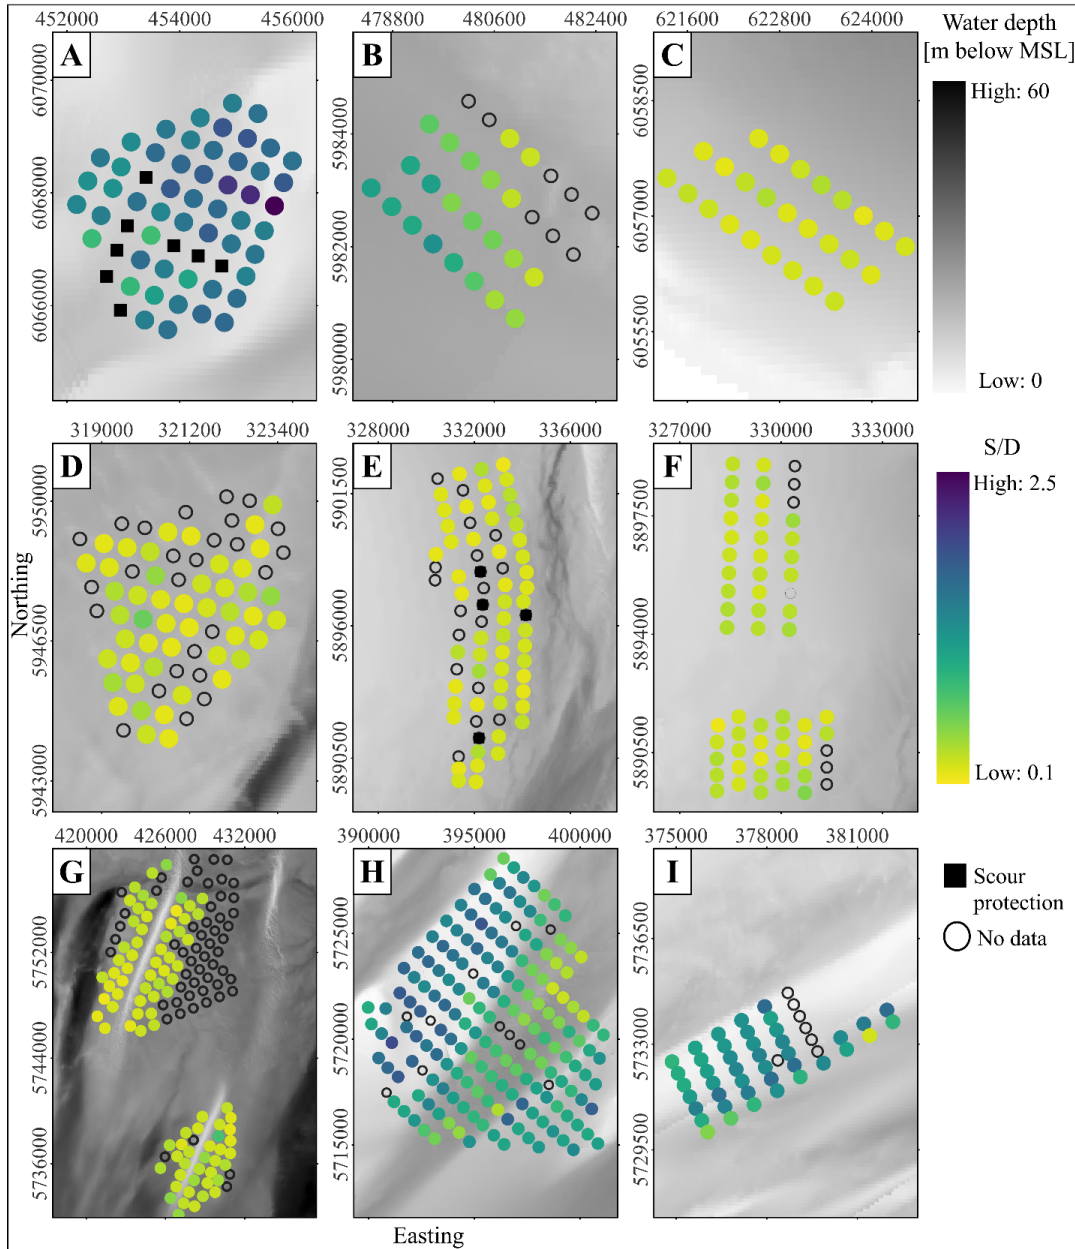 452000 454000 456000
478800 480600 482400
621600 622800 624000
Water depth
[m below MSL]
A
B
C
6070000
6068000
6066000
5984000
5982000
5980000
6058500
6057000
6055500
High: 60
Low: 0
319000 321200 323400
328000 332000 336000
327000 330000 333000
D
E
F
5950000
5946500
5943000
5901500
5896000
5890500
5897500
5894000
5890500
S/D
High: 2.5
Low: 0.1
Northing
420000 426000 432000
390000 395000 400000
375000 378000 381000
G
H
I
5752000
5744000
5736000
5725000
5720000
5715000
5736500
5733000
5729500
Scour
protection
No data
Easting